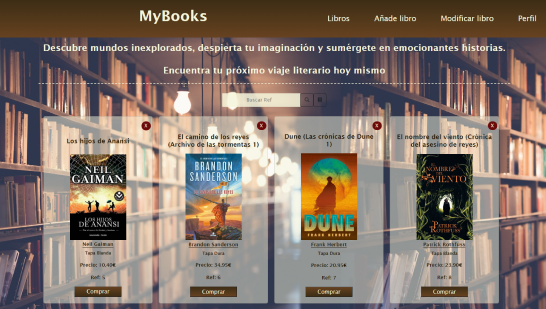 MyBooks
Libros
Añade libro
Modificar libro
Perfil
Descubre mundos inexplorados, despierta tu imaginación y sumérgete en emocionantes historias.
Encuentra tu próximo viaje literario hoy mismo
Buscar Ref
X
X
X
X
Los hijos de Anansi
El camino de los reyes
(Archivo de las tormentas 1)
Dune (Las crónicas de Dune
1)
El nombre del viento (Crónica
del asesino de reyes)
NEIL
GAIMAN
LOS HIJOS
DE ANANSI
BRANDON
SANDERSON
DUNE
FRANK HERBERT
NOMBRE
VIENTO
PATRICK
ROTHFUSS
Neil Gaiman
Tapa Blanda
Precio: 10.40€
Ref: 5
Comprar
Brandon Sanderson
Tapa Dura
Precio: 34.95€
Ref: 6
Comprar
Frank Herbert
Tapa Dura
Precio: 20.95€
Ref: 7
Comprar
Patrick Rothfuss
Tapa Blanda
Precio: 23.90€
Ref: 8
Comprar